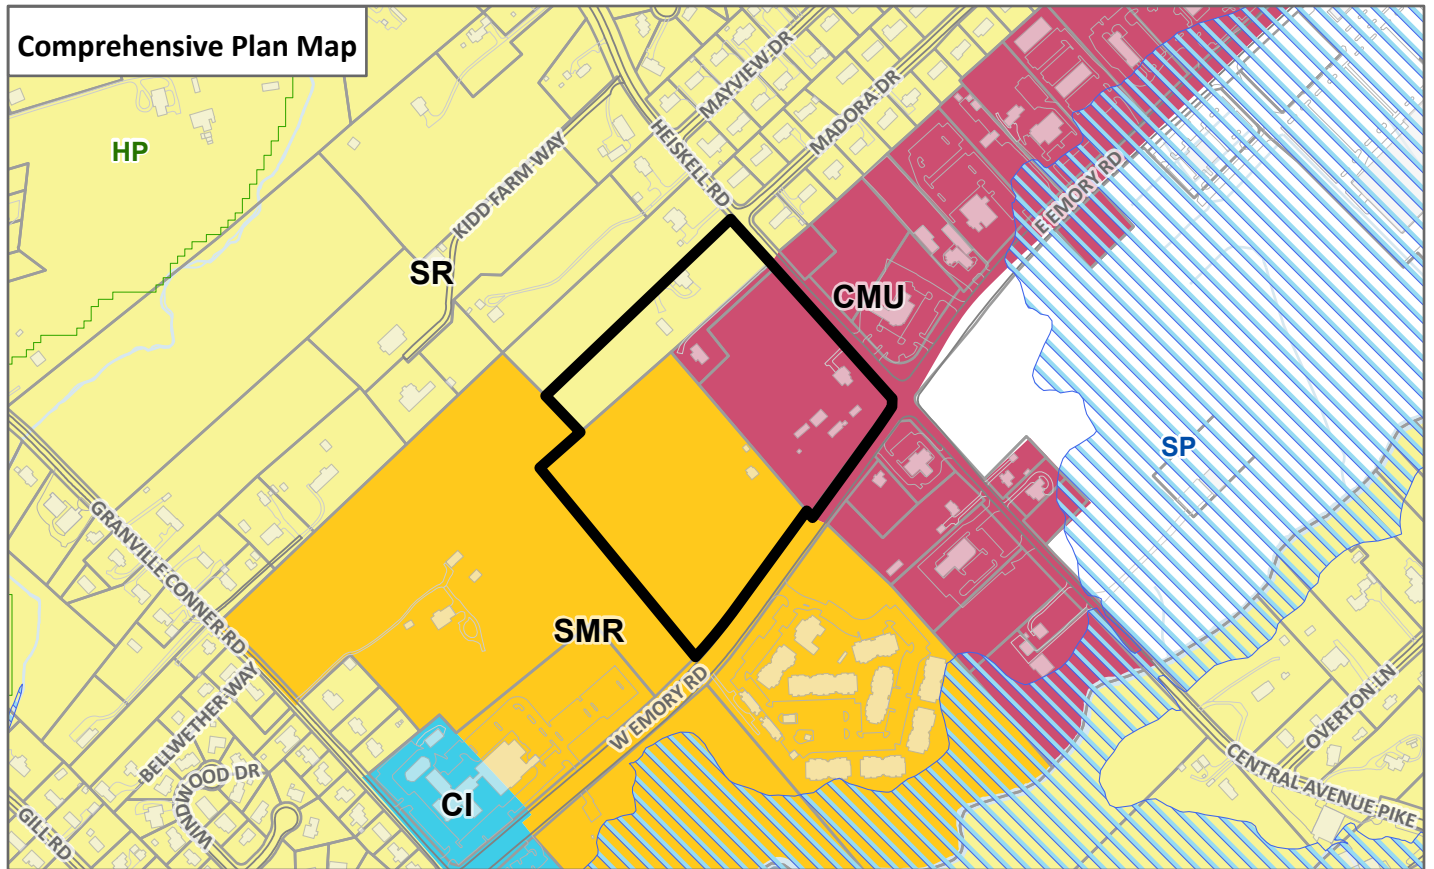 Comprehensive Plan Map
MAYVIEW DR
MADORA DR
HEISKELL RD
HP
KIDD FARM WAY
E EMORY RD
SR
CMU
SP
GRANVILLE CONNER RD
SMR
BELLWETHER WAY
W EMORY RD
OVERTON LN
CENTRAL AVENUE PIKE
WINDWOOD DR
CI
GILL RD